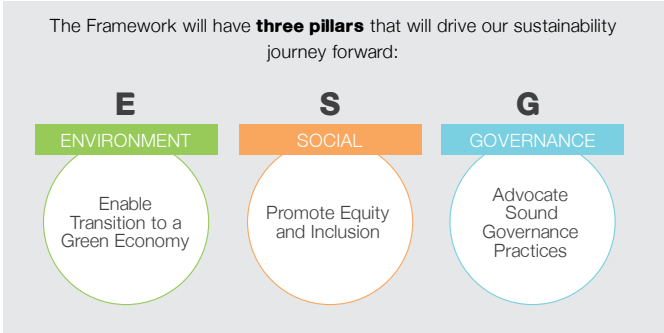 The Framework will have three pillars that will drive our sustainability
journey forward:
E
ENVIRONMENT
Enable
Transition to a
Green Economy
S
SOCIAL
Promote Equity
and Inclusion
G
GOVERNANCE
Advocate
Sound
Governance
Practices